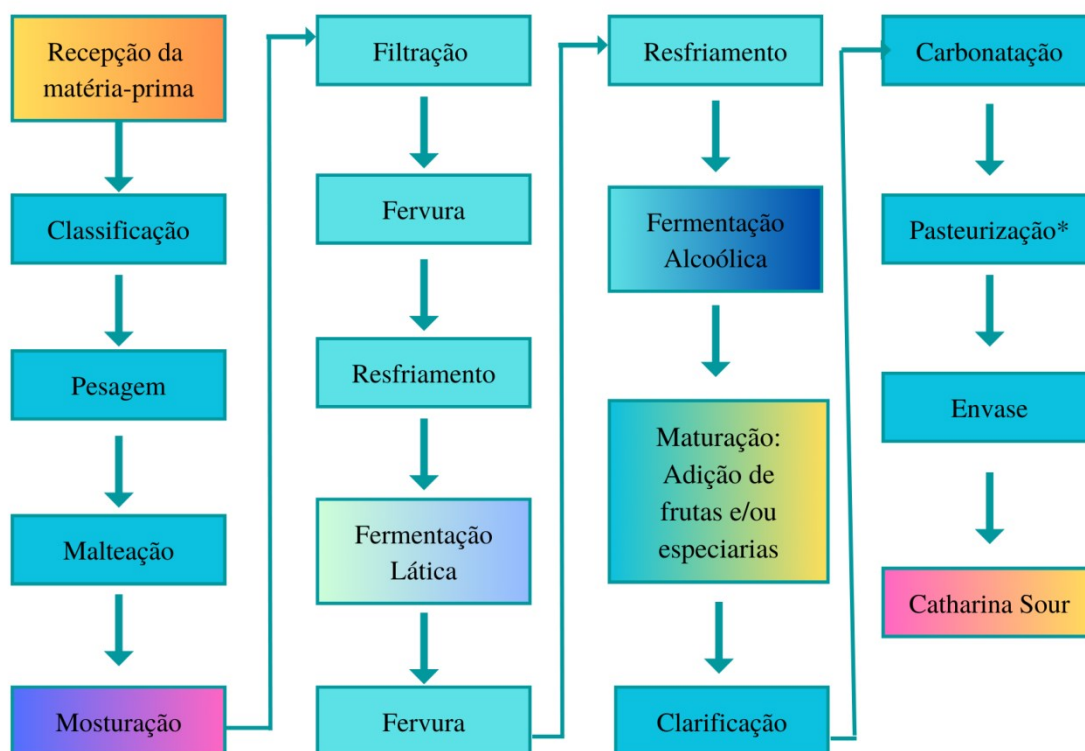 Recepção da
matéria-prima
Classificação
Pesagem
Malteação
Mosturação
Filtração
Fervura
Resfriamento
Fermentação
Lática
Fervura
Resfriamento
Fermentação
Alcoólica
Maturação:
Adição de
frutas e/ou
especiarias
Clarificação
Carbonatação
Pasteurização*
Envase
Catharina Sour